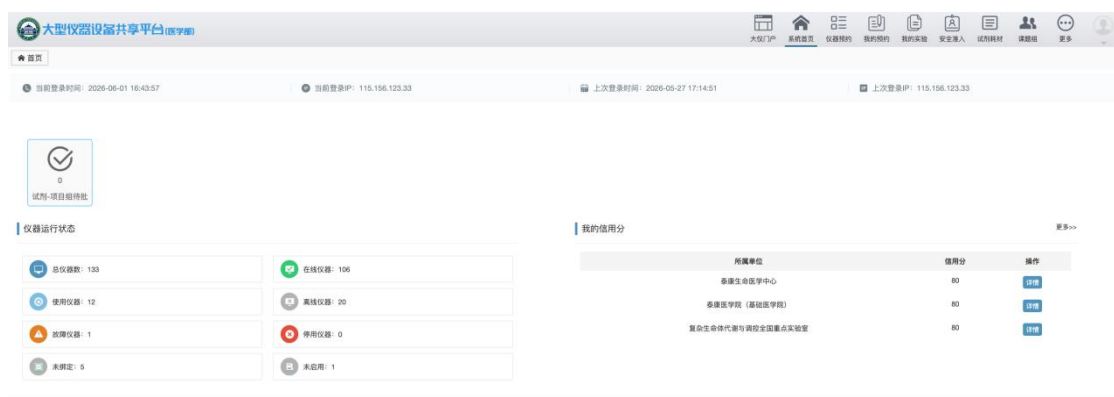 大型仪器设备共享平台(医学部)
大仪门户 系统首页 仪器预约 我的预约 我的实验 安全准入 试剂耗材 课题组 更多
首页
当前登录时间：2026-06-01 16:43:57 当前登录IP：115.156.123.33 上次登录时间：2026-05-27 17:14:51 上次登录IP：115.156.123.33
0
试剂-项目组待批
仪器运行状态
总仪器数：133 在线仪器：106
使用仪器：12 离线仪器：20
故障仪器：1 停用仪器：0
未绑定：5 未启用：1
我的信用分 更多>>
所属单位 信用分 操作
泰康生命医学中心 80 详情
泰康医学院（基础医学院） 80 详情
复杂生命体代谢与调控全国重点实验室 80 详情